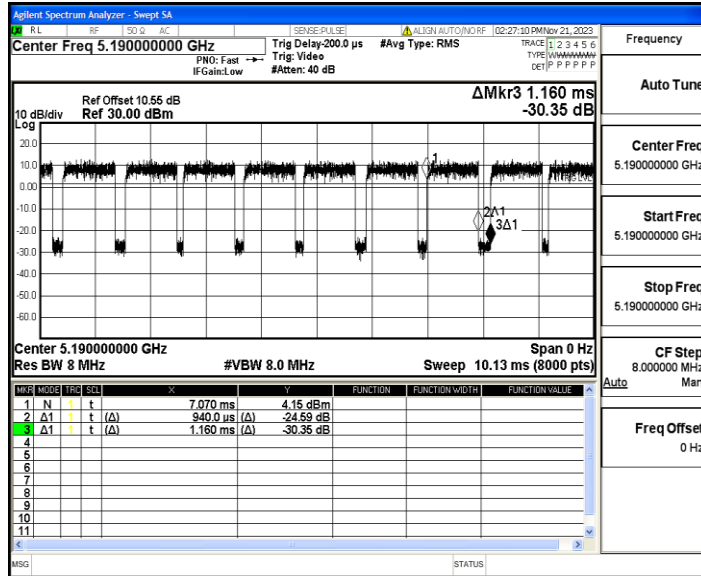 Agilent Spectrum Analyzer - Swept SA
RL RF 50 Ω AC SENSE:PULSE ALIGN AUTO/NO RF 02:27:10 PM Nov 21, 2023
Center Freq 5.190000000 GHz
PNO: Fast
IFGain:Low
Trig Delay-200.0 µs
Trig: Video
#Atten: 40 dB
#Avg Type: RMS
TRACE 1 2 3 4 5 6
TYPE WWWWWW
DET P P P P P P
ΔMkr3 1.160 ms
-30.35 dB
Ref Offset 10.55 dB
10 dB/div Ref 30.00 dBm
Log
20.0
10.0
0.00
-10.0
-20.0
-30.0
-40.0
-50.0
-60.0
1
2Δ1
3Δ1
TRIG LVL
Center 5.190000000 GHz Span 0 Hz
Res BW 8 MHz #VBW 8.0 MHz Sweep 10.13 ms (8000 pts)
MKR MODE TRC SCL X Y FUNCTION FUNCTION WIDTH FUNCTION VALUE
1 N 1 t 7.070 ms 4.15 dBm
2 Δ1 1 t (Δ) 940.0 µs (Δ) -24.59 dB
3 Δ1 1 t (Δ) 1.160 ms (Δ) -30.35 dB
4
5
6
7
8
9
10
11
MSG STATUS
Frequency
Auto Tune
Center Freq
5.190000000 GHz
Start Freq
5.190000000 GHz
Stop Freq
5.190000000 GHz
CF Step
8.000000 MHz
Auto Man
Freq Offset
0 Hz